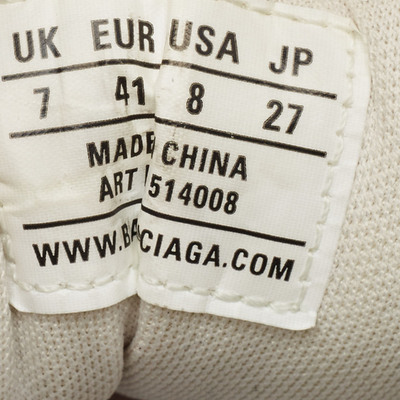 UK EUR USA JP
7 41 8 27
MADE CHINA
ART 514008
WWW.BA CIAGA.COM